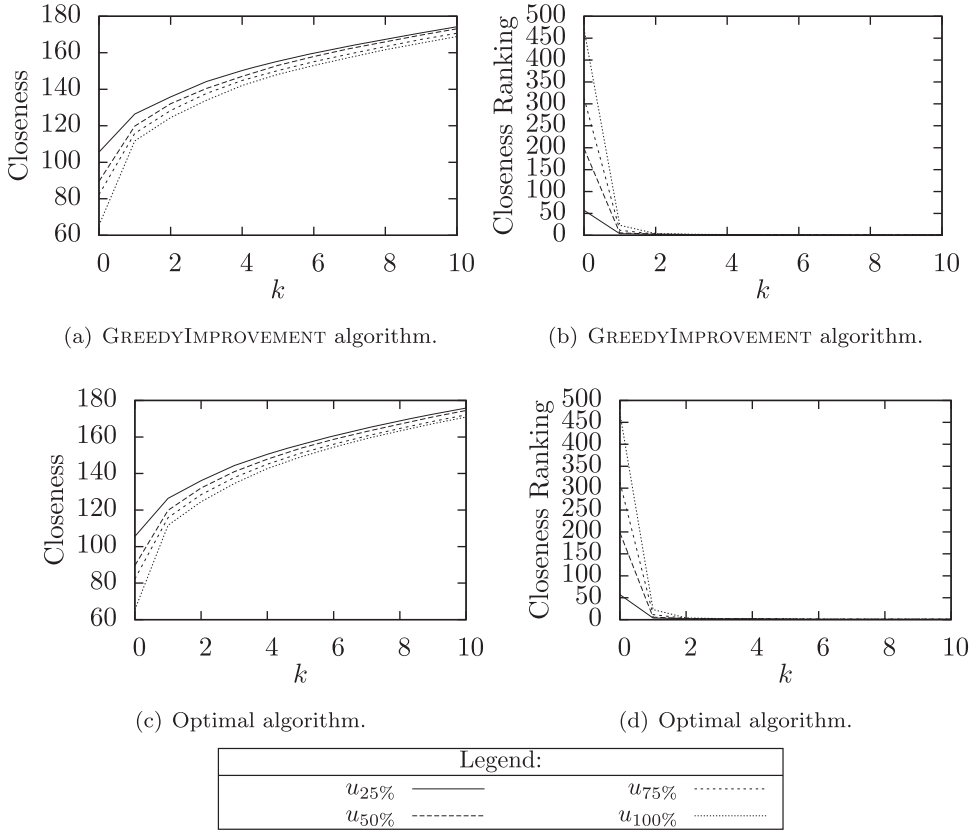 180
160
140
120
100
80
60
Closeness
0 2 4 6 8 10
k
(a) GREEDYIMPROVEMENT algorithm.
500
450
400
350
300
250
200
150
100
50
0
Closeness Ranking
0 2 4 6 8 10
k
(b) GREEDYIMPROVEMENT algorithm.
180
160
140
120
100
80
60
Closeness
0 2 4 6 8 10
k
(c) Optimal algorithm.
500
450
400
350
300
250
200
150
100
50
0
Closeness Ranking
0 2 4 6 8 10
k
(d) Optimal algorithm.
Legend:
u25% u75%
u50% u100%